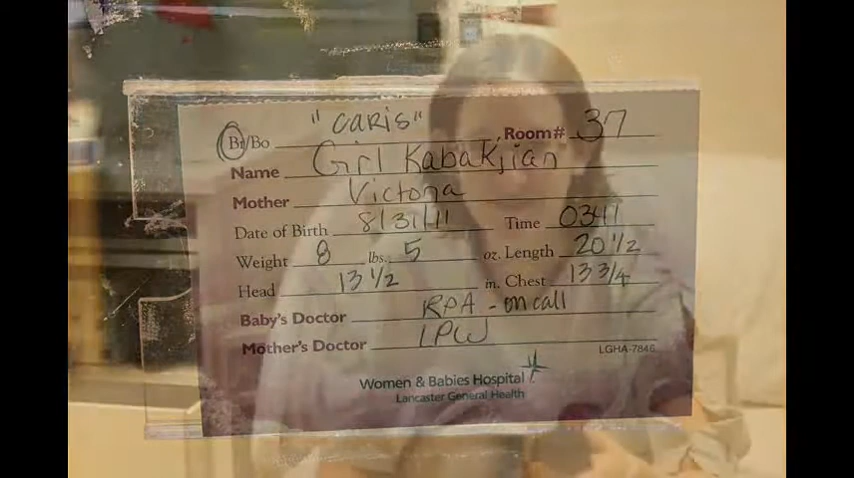 "CARIS"
Br/Bo Room# 37
Name Girl Kabakjian
Mother Victoria
Date of Birth 8/31/11 Time 0341
Weight 8 lbs. 5 oz. Length 20 1/2
Head 13 1/2 in. Chest 13 3/4
Baby's Doctor RPA - on call
Mother's Doctor LPW
LGHA-7846
Women & Babies Hospital
Lancaster General Health